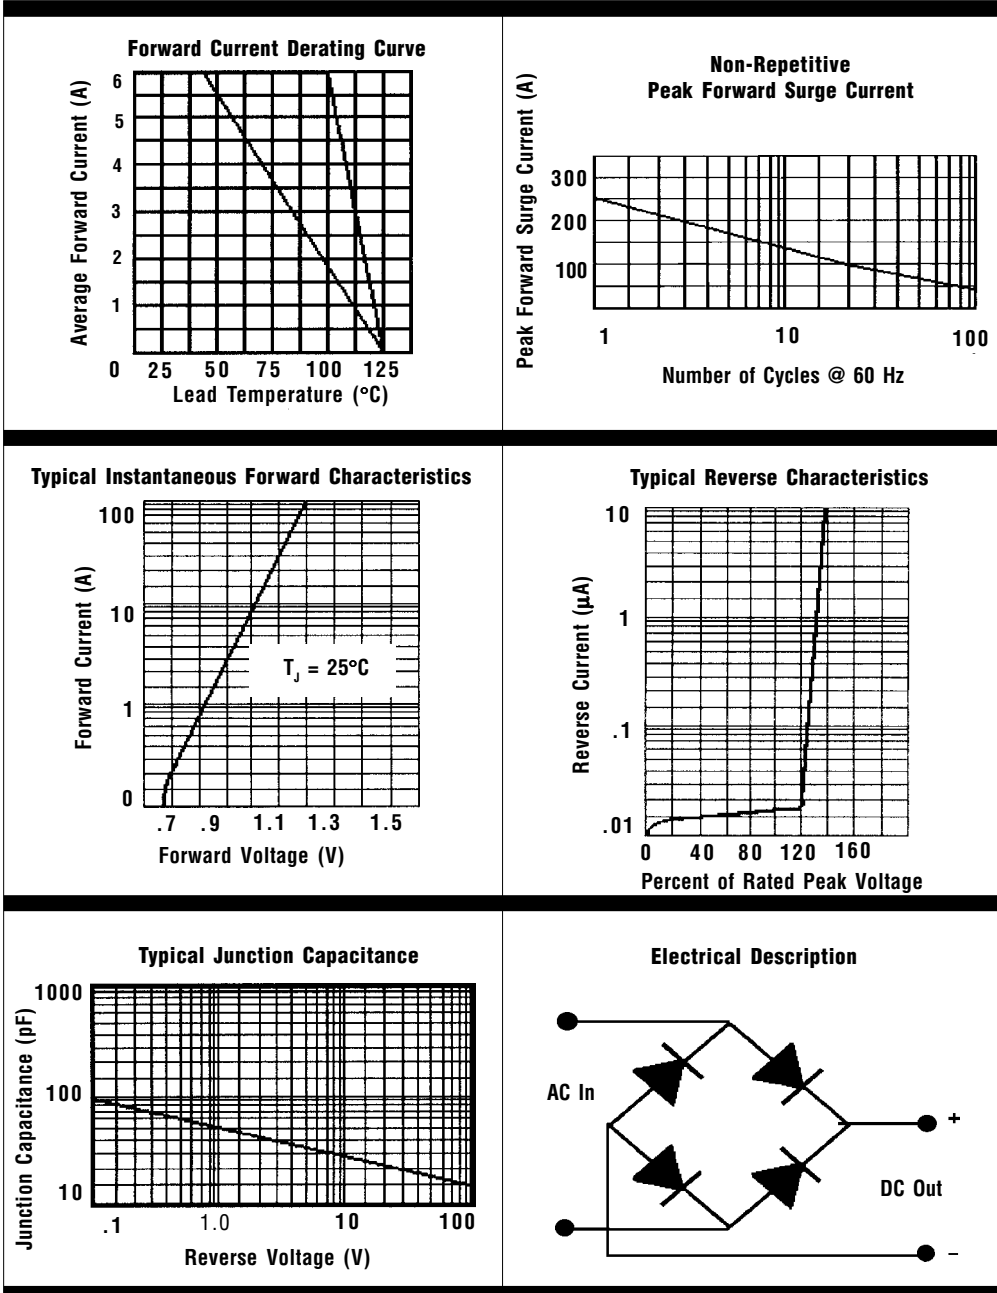 Forward Current Derating Curve
Average Forward Current (A)
6
5
4
3
2
1
0 25 50 75 100 125
Lead Temperature (°C)
Non-Repetitive
Peak Forward Surge Current
Peak Forward Surge Current (A)
300
200
100
1 10 100
Number of Cycles @ 60 Hz
Typical Instantaneous Forward Characteristics
Forward Current (A)
100
10
1
0
TJ = 25°C
.7 .9 1.1 1.3 1.5
Forward Voltage (V)
Typical Reverse Characteristics
Reverse Current (µA)
10
1
.1
.01
0 40 80 120 160
Percent of Rated Peak Voltage
Typical Junction Capacitance
Junction Capacitance (pF)
1000
100
10
.1 1.0 10 100
Reverse Voltage (V)
Electrical Description
AC In
+
DC Out
–